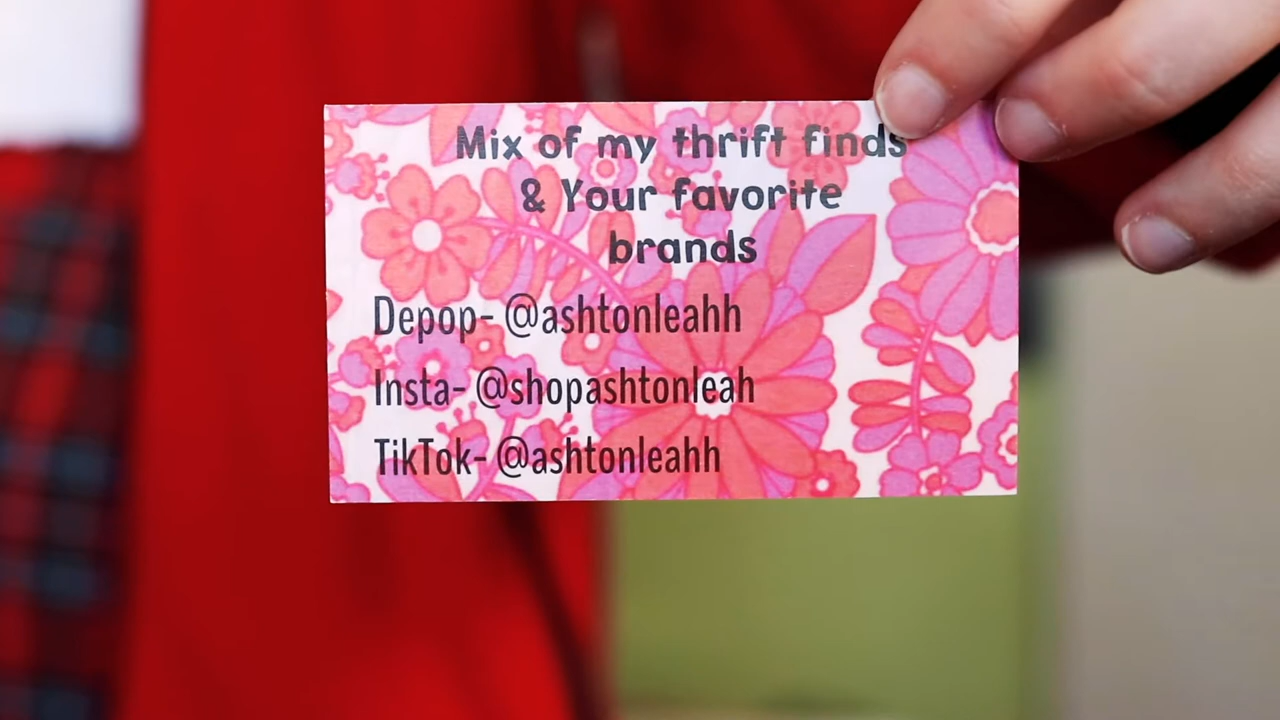 Mix of my thrift finds
& Your favorite
brands
Depop- @ashtonleahh
Insta- @shopashtonleah
TikTok- @ashtonleahh